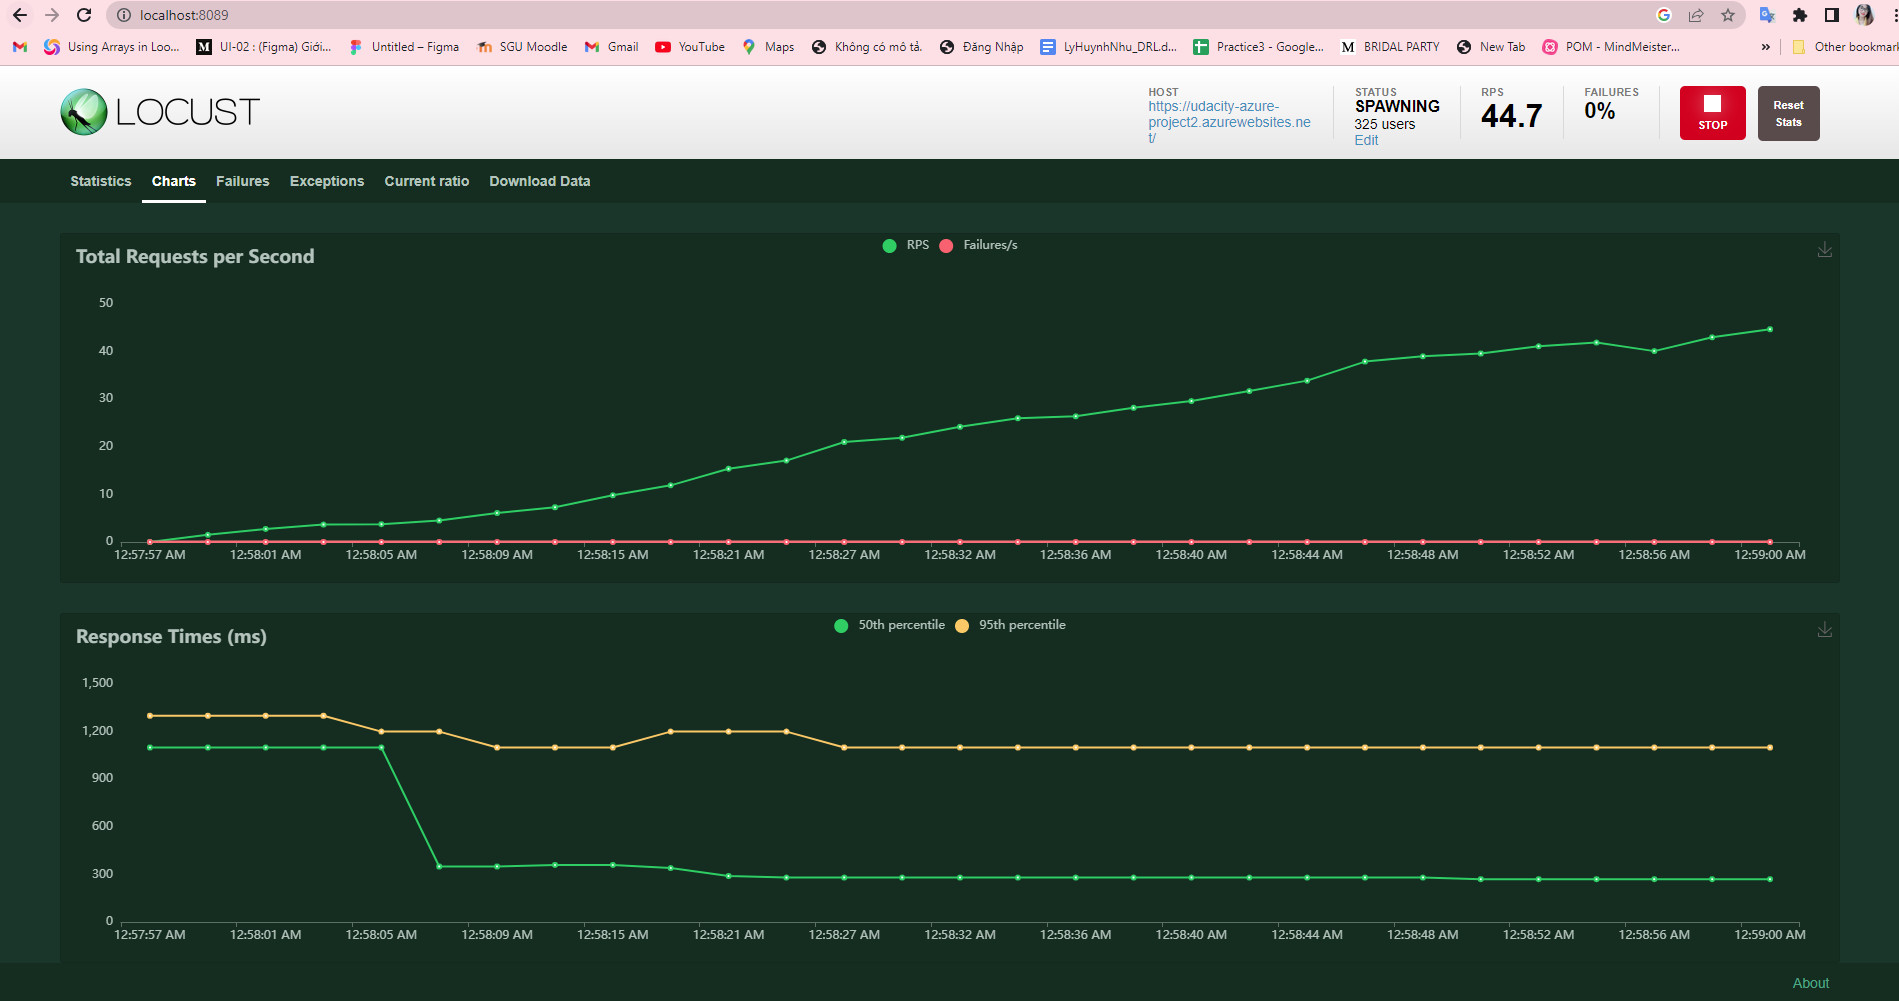 localhost:8089
Using Arrays in Loo...
UI-02 : (Figma) Giới...
Untitled – Figma
SGU Moodle
Gmail
YouTube
Maps
Không có mô tả.
Đăng Nhập
LyHuynhNhu_DRL.d...
Practice3 - Google...
BRIDAL PARTY
New Tab
POM - MindMeister...
»
Other bookmark
LOCUST
HOST
https://udacity-azure-
project2.azurewebsites.ne
t/
STATUS
SPAWNING
325 users
Edit
RPS
44.7
FAILURES
0%
STOP
Reset
Stats
Statistics
Charts
Failures
Exceptions
Current ratio
Download Data
Total Requests per Second
RPS
Failures/s
50
40
30
20
10
0
12:57:57 AM
12:58:01 AM
12:58:05 AM
12:58:09 AM
12:58:15 AM
12:58:21 AM
12:58:27 AM
12:58:32 AM
12:58:36 AM
12:58:40 AM
12:58:44 AM
12:58:48 AM
12:58:52 AM
12:58:56 AM
12:59:00 AM
Response Times (ms)
50th percentile
95th percentile
1,500
1,200
900
600
300
0
12:57:57 AM
12:58:01 AM
12:58:05 AM
12:58:09 AM
12:58:15 AM
12:58:21 AM
12:58:27 AM
12:58:32 AM
12:58:36 AM
12:58:40 AM
12:58:44 AM
12:58:48 AM
12:58:52 AM
12:58:56 AM
12:59:00 AM
About